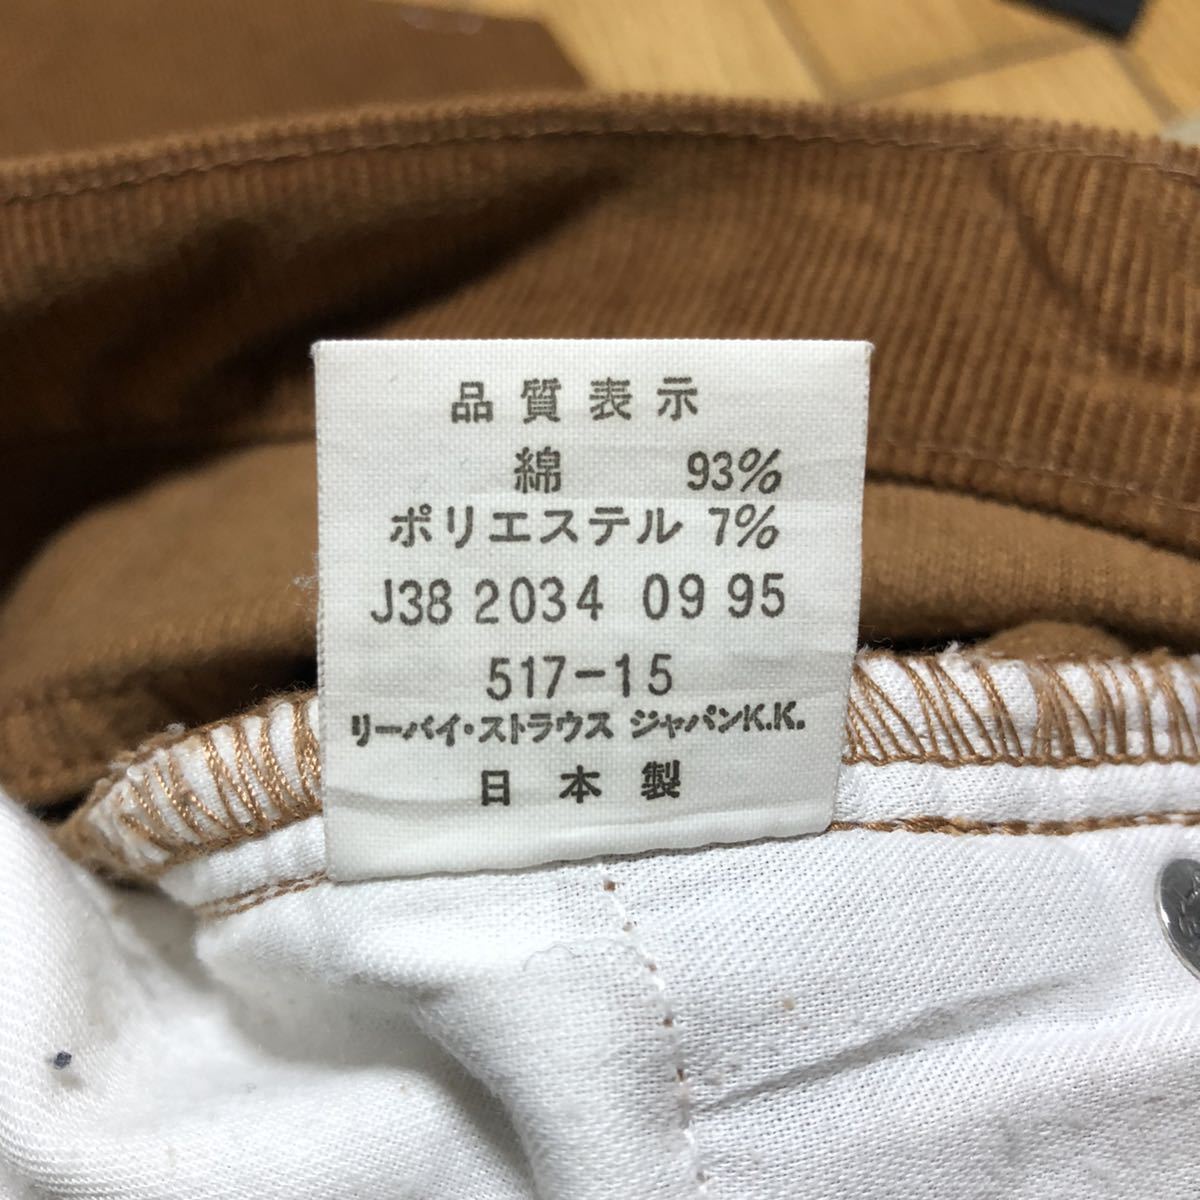 品質表示
綿 93%
ポリエステル 7%
J38 2034 09 95
517-15
リーバイ・ストラウス ジャパンK.K.
日本製